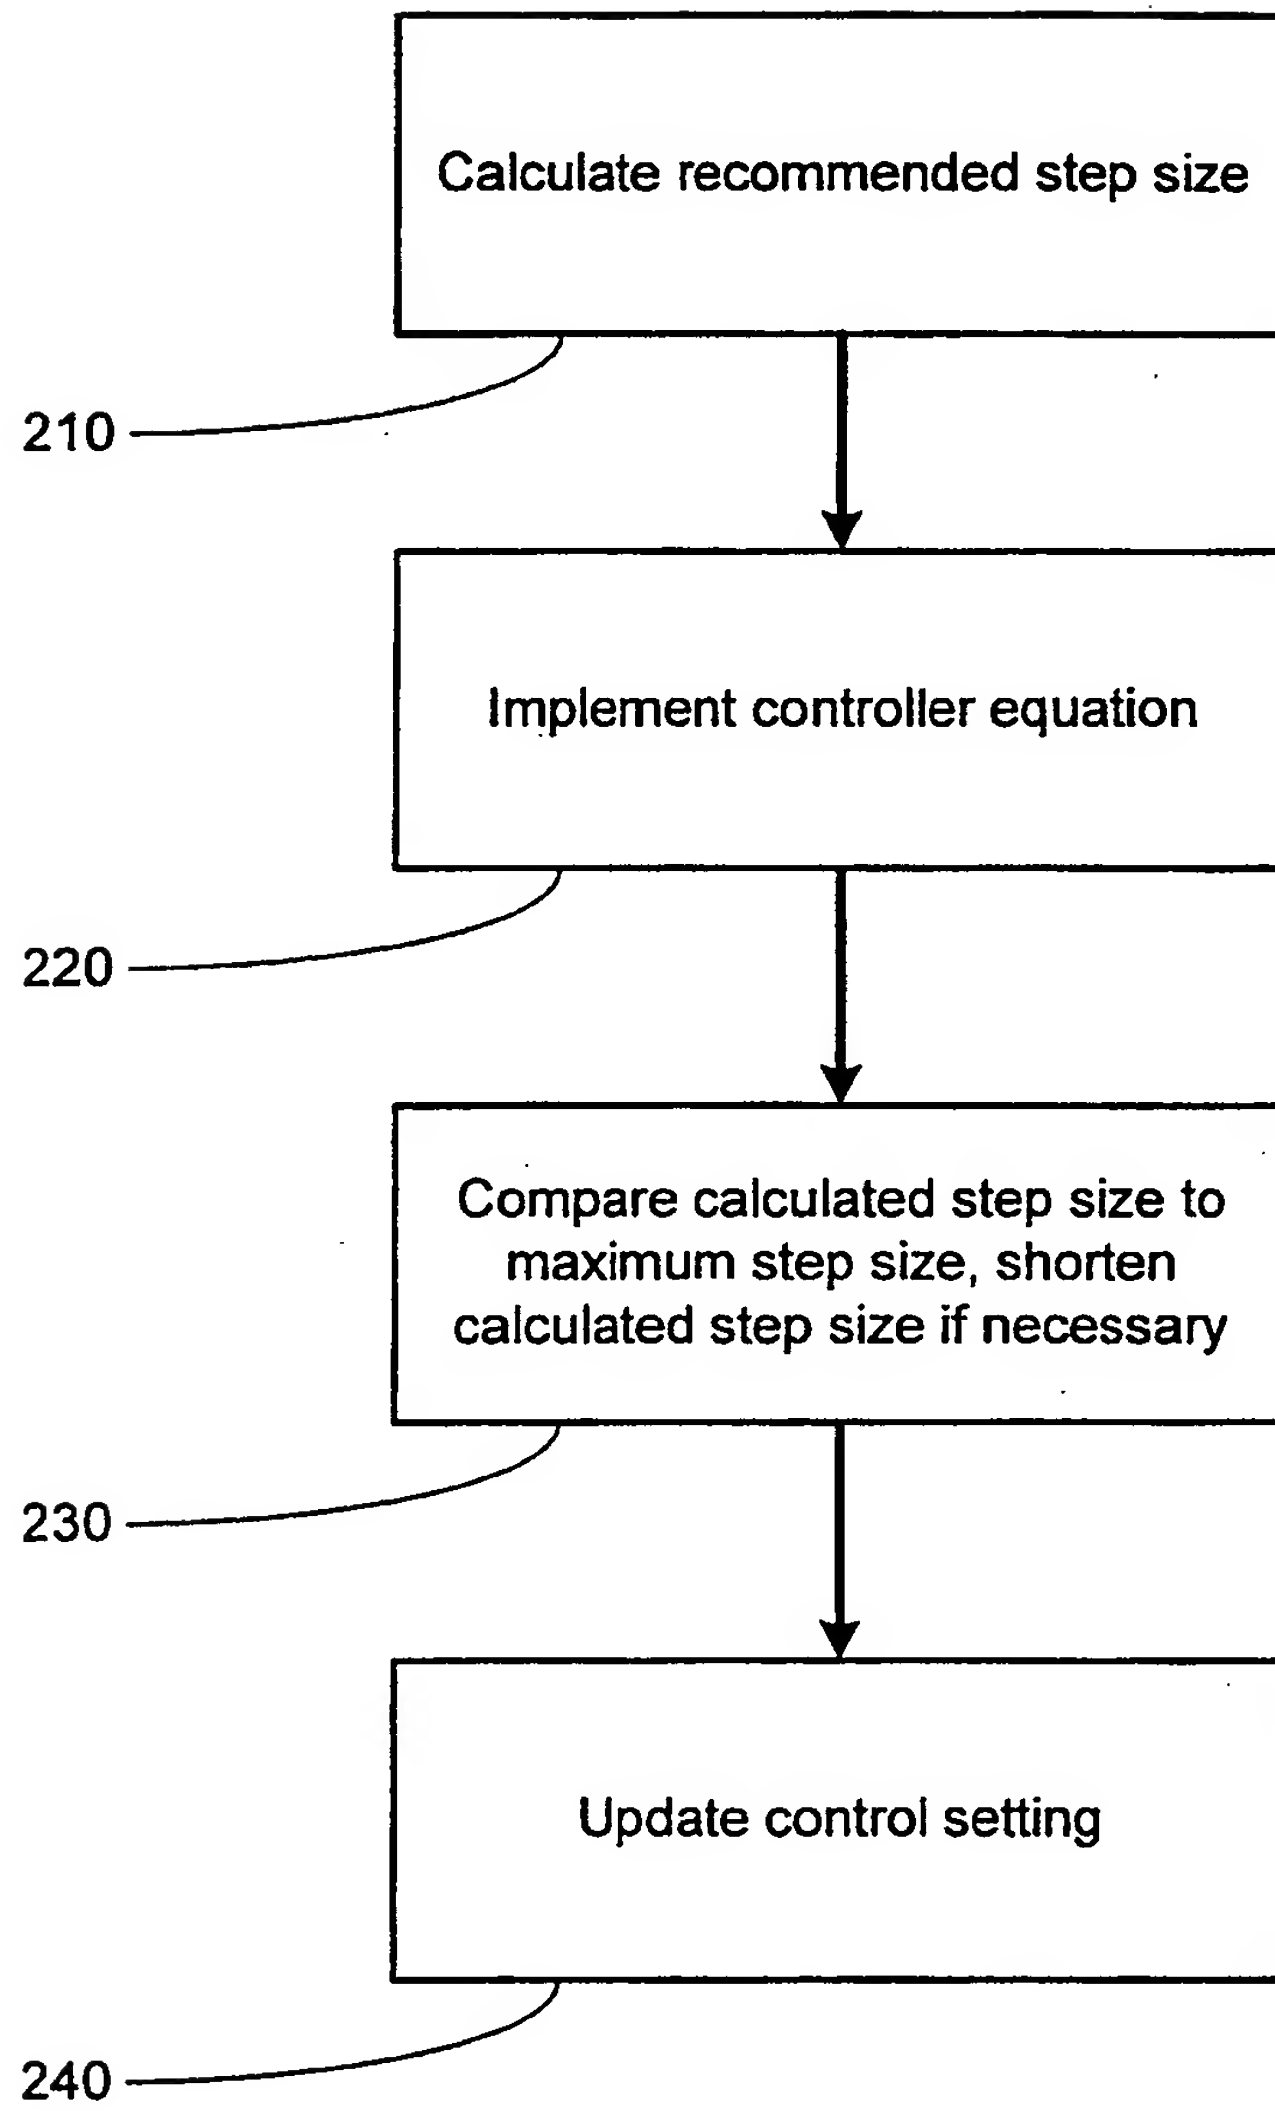 Calculate recommended step size
210
Implement controller equation
220
Compare calculated step size to
maximum step size, shorten
calculated step size if necessary
230
Update control setting
240